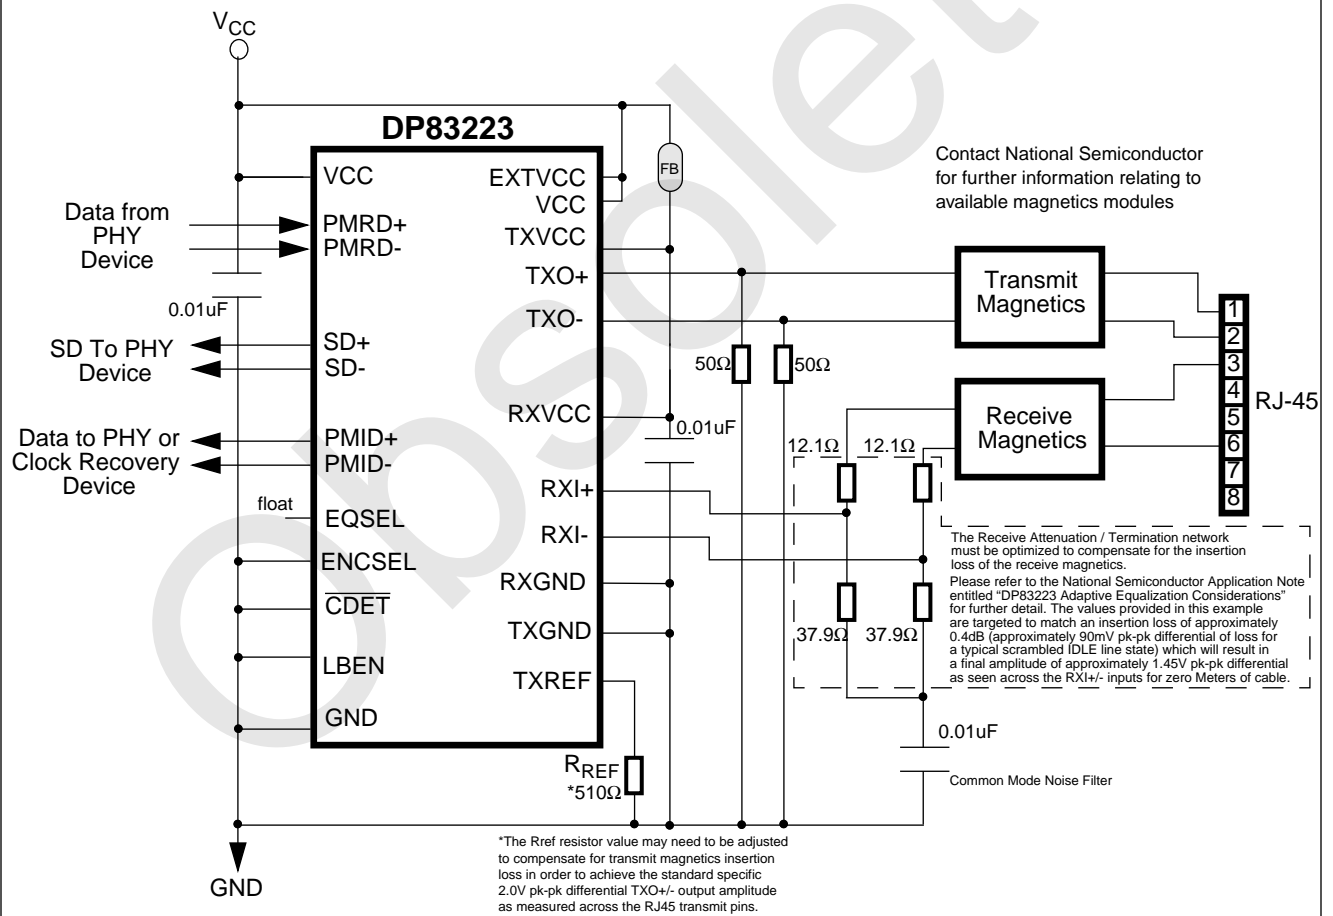 VCC
DP83223
VCC
EXTVCC
VCC
FB
Contact National Semiconductor
for further information relating to
available magnetics modules
Data from
PHY
Device
PMRD+
PMRD-
TXVCC
TXO+
TXO-
Transmit
Magnetics
0.01uF
SD To PHY
Device
SD+
SD-
50Ω
50Ω
RXVCC
0.01uF
Receive
Magnetics
1
2
3
4
5
6
7
8
RJ-45
Data to PHY or
Clock Recovery
Device
PMID+
PMID-
12.1Ω
12.1Ω
RXI+
RXI-
float
EQSEL
ENCSEL
CDET
LBEN
GND
RXGND
TXGND
TXREF
37.9Ω
37.9Ω
The Receive Attenuation / Termination network
must be optimized to compensate for the insertion
loss of the receive magnetics.
Please refer to the National Semiconductor Application Note
entitled “DP83223 Adaptive Equalization Considerations”
for further detail. The values provided in this example
are targeted to match an insertion loss of approximately
0.4dB (approximately 90mV pk-pk differential of loss for
a typical scrambled IDLE line state) which will result in
a final amplitude of approximately 1.45V pk-pk differential
as seen across the RXI+/- inputs for zero Meters of cable.
0.01uF
Common Mode Noise Filter
RREF
*510Ω
GND
*The Rref resistor value may need to be adjusted
to compensate for transmit magnetics insertion
loss in order to achieve the standard specific
2.0V pk-pk differential TXO+/- output amplitude
as measured across the RJ45 transmit pins.
Obsolet